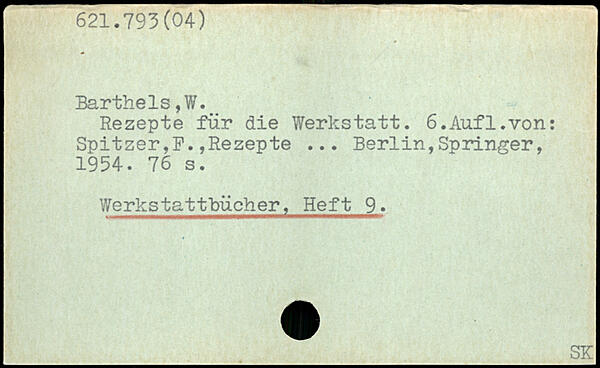 621.793(04)
Barthels,W.
Rezepte für die Werkstatt. 6.Aufl.von:
Spitzer,F.,Rezepte ... Berlin,Springer,
1954. 76 s.
Werkstattbücher, Heft 9.
SK